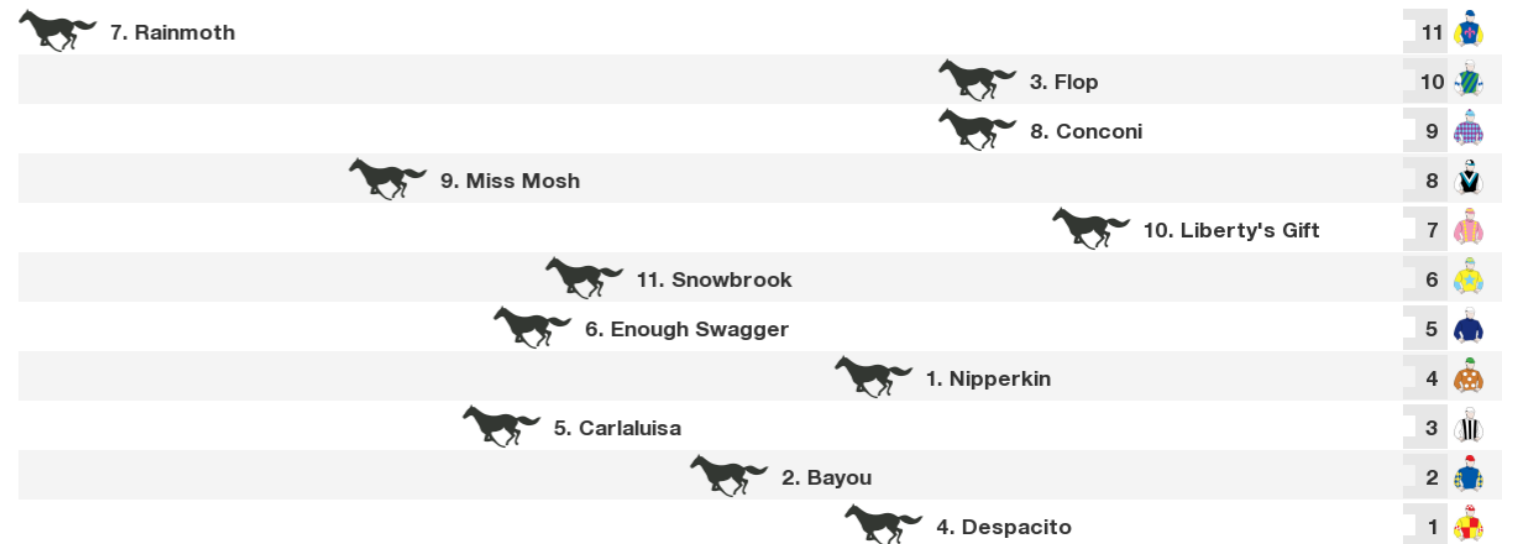 7. Rainmoth 11
3. Flop 10
8. Conconi 9
9. Miss Mosh 8
10. Liberty's Gift 7
11. Snowbrook 6
6. Enough Swagger 5
1. Nipperkin 4
5. Carlaluisa 3
2. Bayou 2
4. Despacito 1